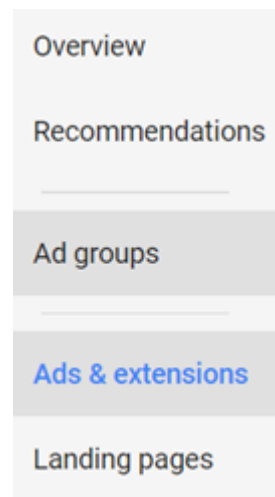 Overview
Recommendations
Ad groups
Ads & extensions
Landing pages